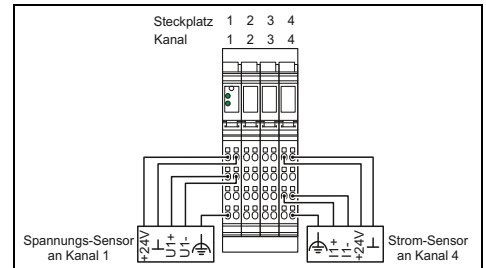 Steckplatz 1 2 3 4
Kanal 1 2 3 4
Spannungs-Sensor
an Kanal 1
+24V
U1+
U1-
I1+
I1-
+24V
Strom-Sensor
an Kanal 4